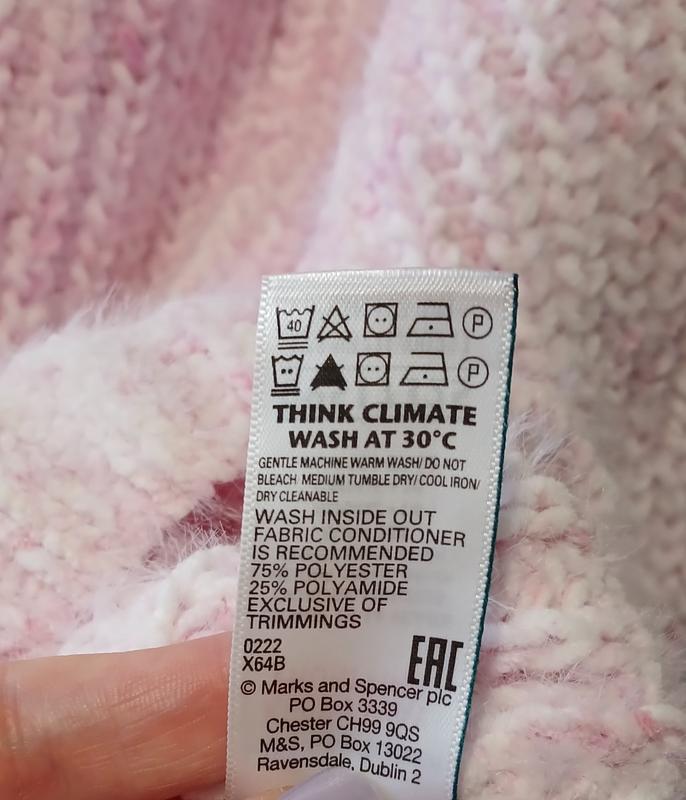 40 P
P
THINK CLIMATE
WASH AT 30°C
GENTLE MACHINE WARM WASH/ DO NOT
BLEACH MEDIUM TUMBLE DRY/ COOL IRON/
DRY CLEANABLE
WASH INSIDE OUT
FABRIC CONDITIONER
IS RECOMMENDED
75% POLYESTER
25% POLYAMIDE
EXCLUSIVE OF
TRIMMINGS
0222
X64B
EAC
© Marks and Spencer plc
PO Box 3339
Chester CH99 9QS
M&S, PO Box 13022
Ravensdale, Dublin 2